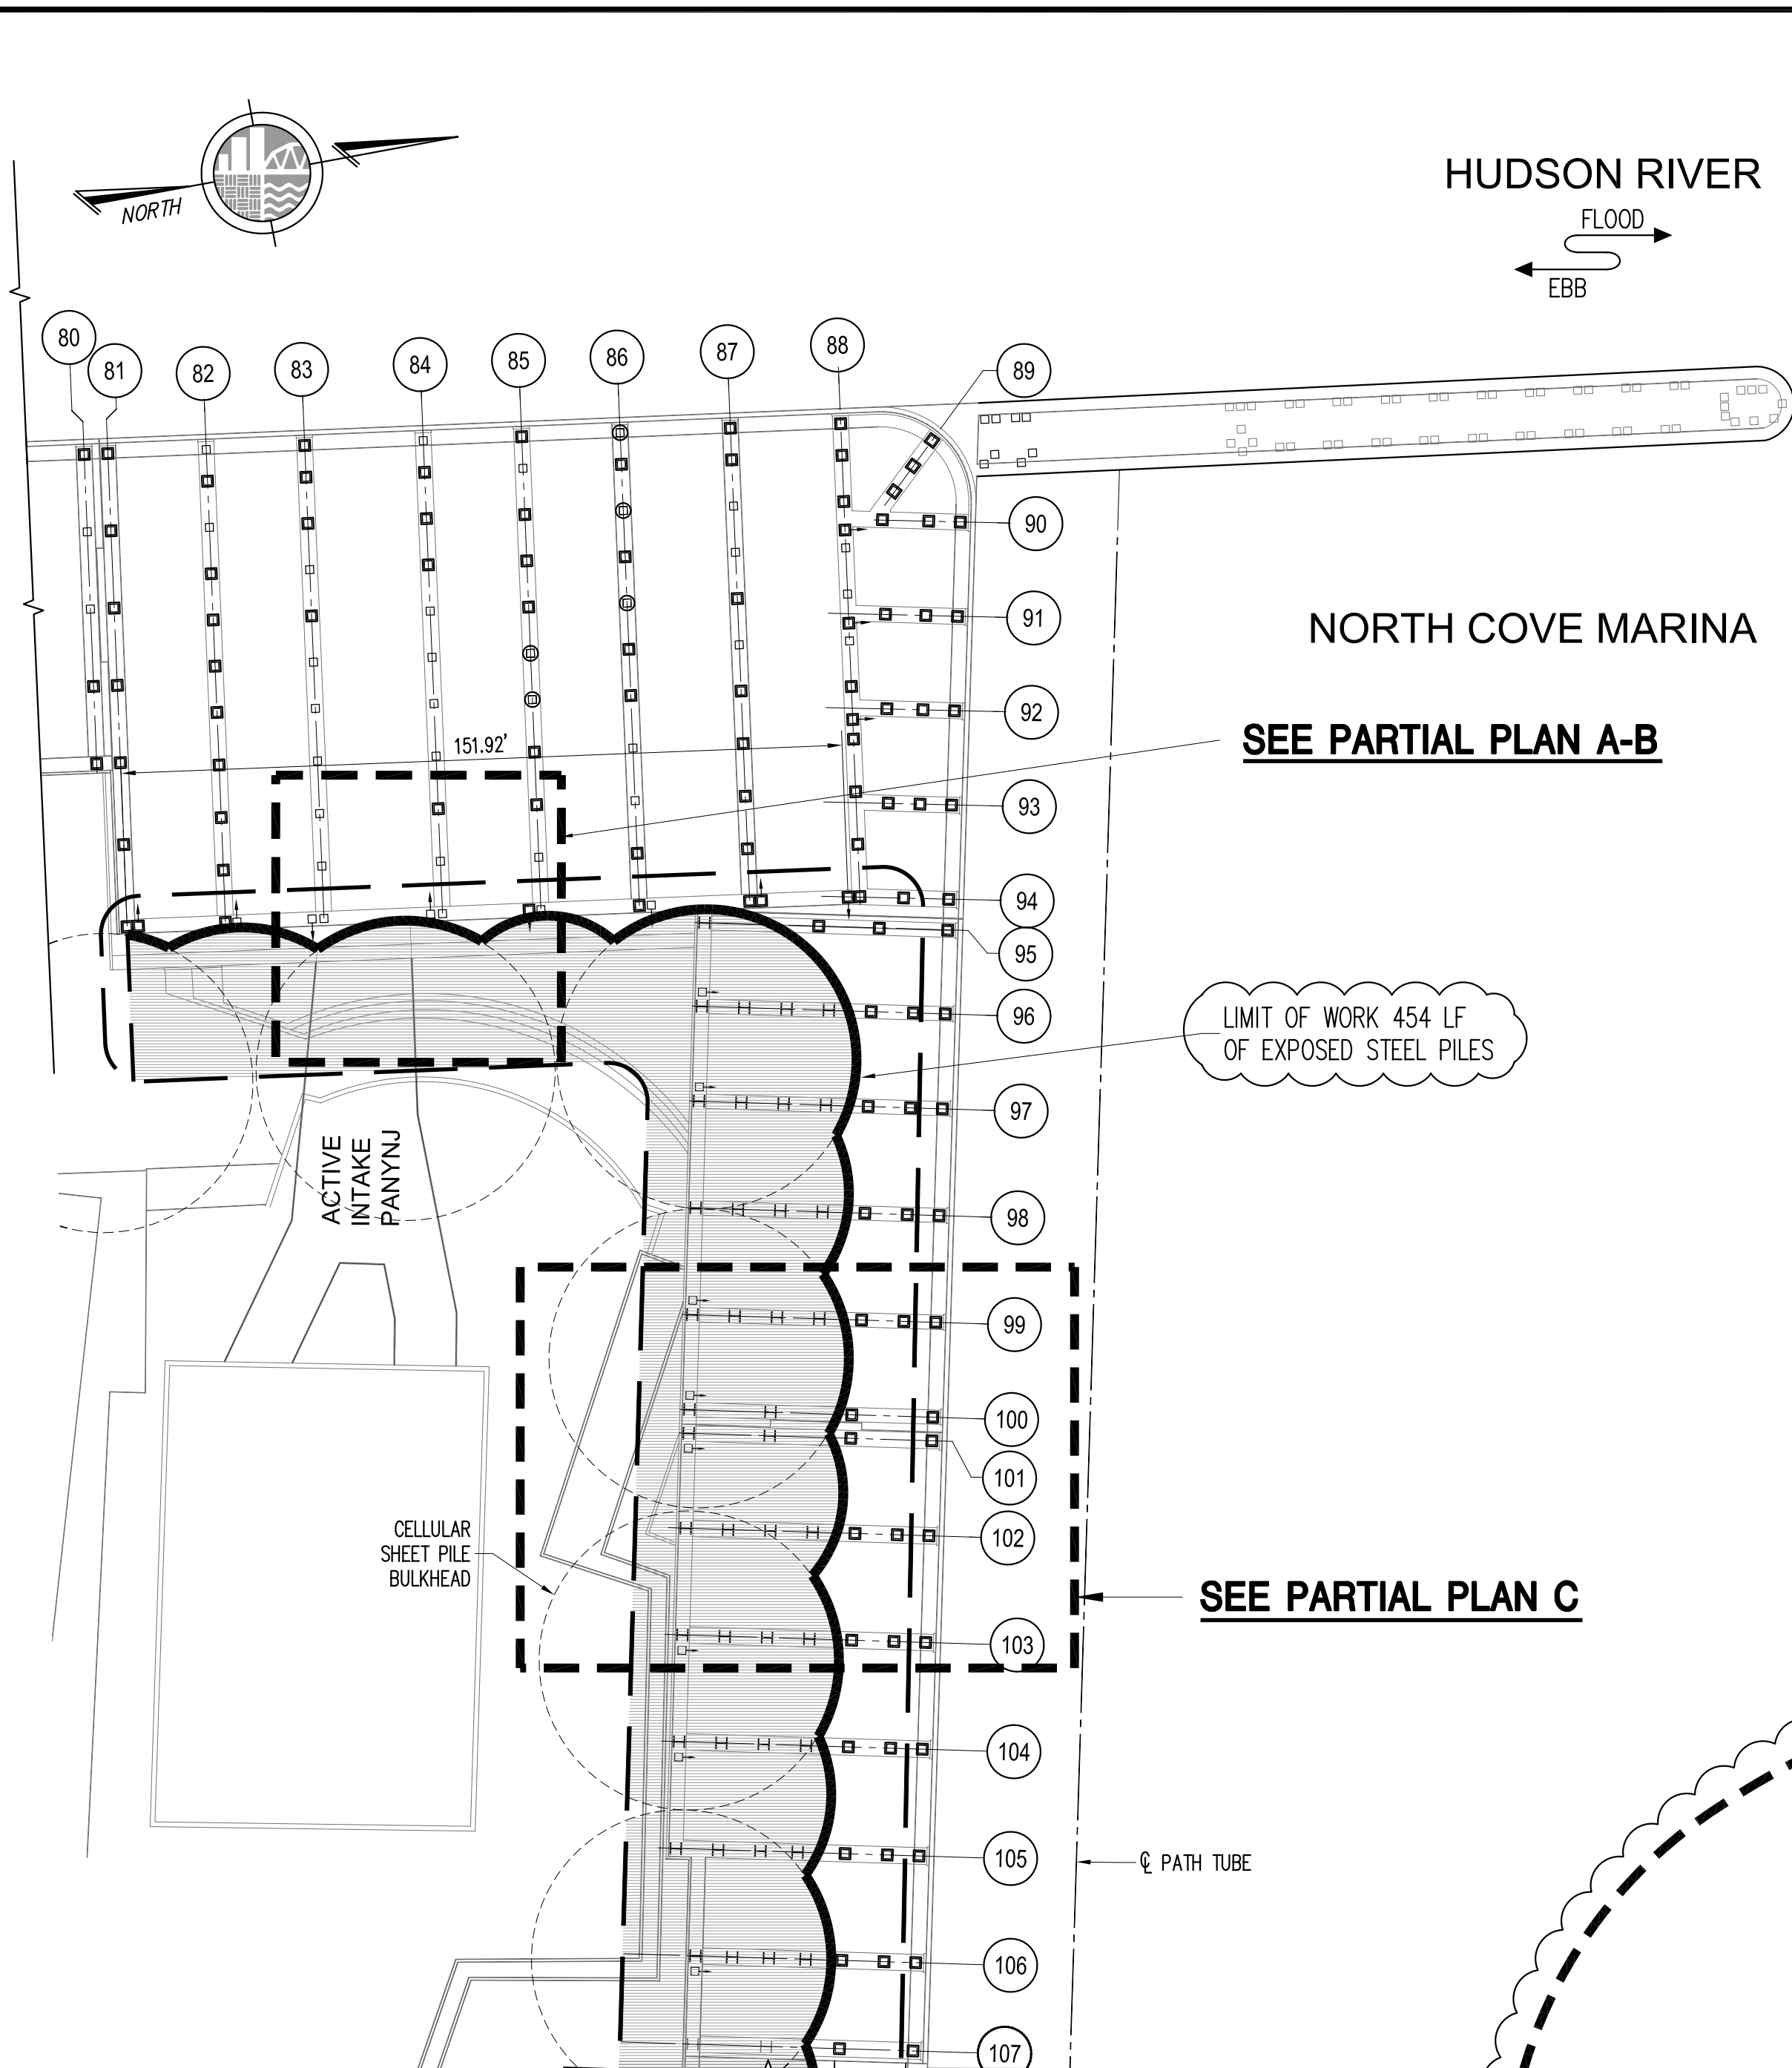 HUDSON RIVER
FLOOD
EBB
NORTH
80
81
82
83
84
85
86
87
88
89
90
91
92
93
94
95
96
97
98
99
100
101
102
103
104
105
106
107
NORTH COVE MARINA
SEE PARTIAL PLAN A-B
151.92'
LIMIT OF WORK 454 LF
OF EXPOSED STEEL PILES
ACTIVE
INTAKE
PANYNJ
CELLULAR
SHEET PILE
BULKHEAD
SEE PARTIAL PLAN C
℄ PATH TUBE